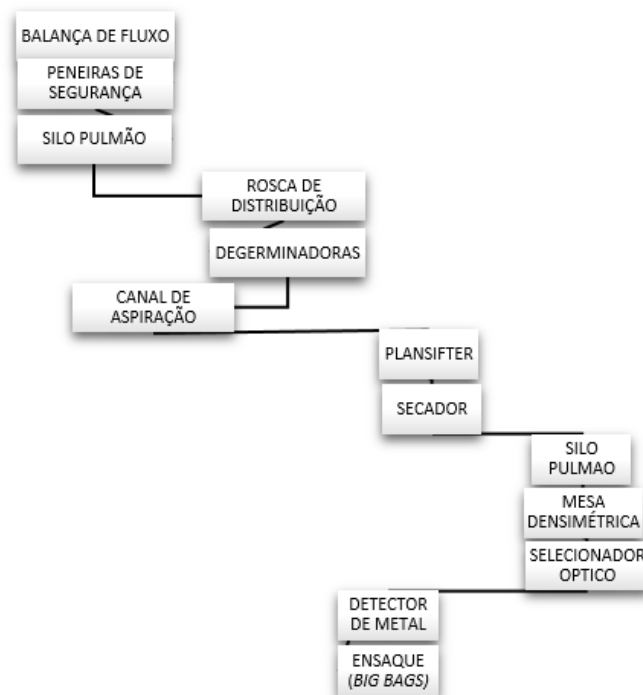 BALANÇA DE FLUXO
PENEIRAS DE
SEGURANÇA
SILO PULMÃO
ROSCA DE
DISTRIBUIÇÃO
DEGERMINADORAS
CANAL DE
ASPIRAÇÃO
PLANSIFTER
SECADOR
SILO
PULMAO
MESA
DENSIMÉTRICA
SELECIONADOR
OPTICO
DETECTOR
DE METAL
ENSAQUE
(BIG BAGS)